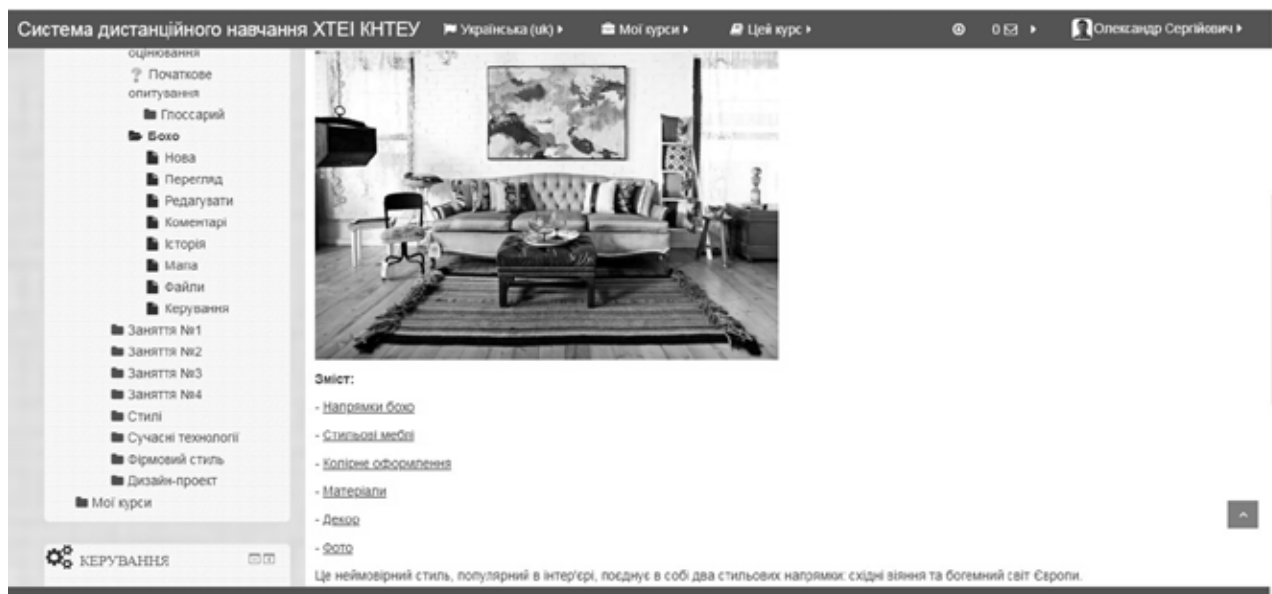 Система дистанційного навчання ХТЕІ КНТЕУ
Українська (uk)
Мої курси
Цей курс
0
Олександр Сергійович
оцінювання
Початкове
опитування
Глоссарий
Бохо
Нова
Перегляд
Редагувати
Коментарі
Історія
Мапа
Файли
Керування
Заняття №1
Заняття №2
Заняття №3
Заняття №4
Стилі
Сучасні технології
Фірмовий стиль
Дизайн-проект
Мої курси
КЕРУВАННЯ
Зміст:
- Напрямки бохо
- Стильові меблі
- Колірне оформлення
- Матеріали
- Декор
- Фото
Це неймовірний стиль, популярний в інтер'єрі, поєднує в собі два стильових напрямки: східні віяння та богемний світ Європи.